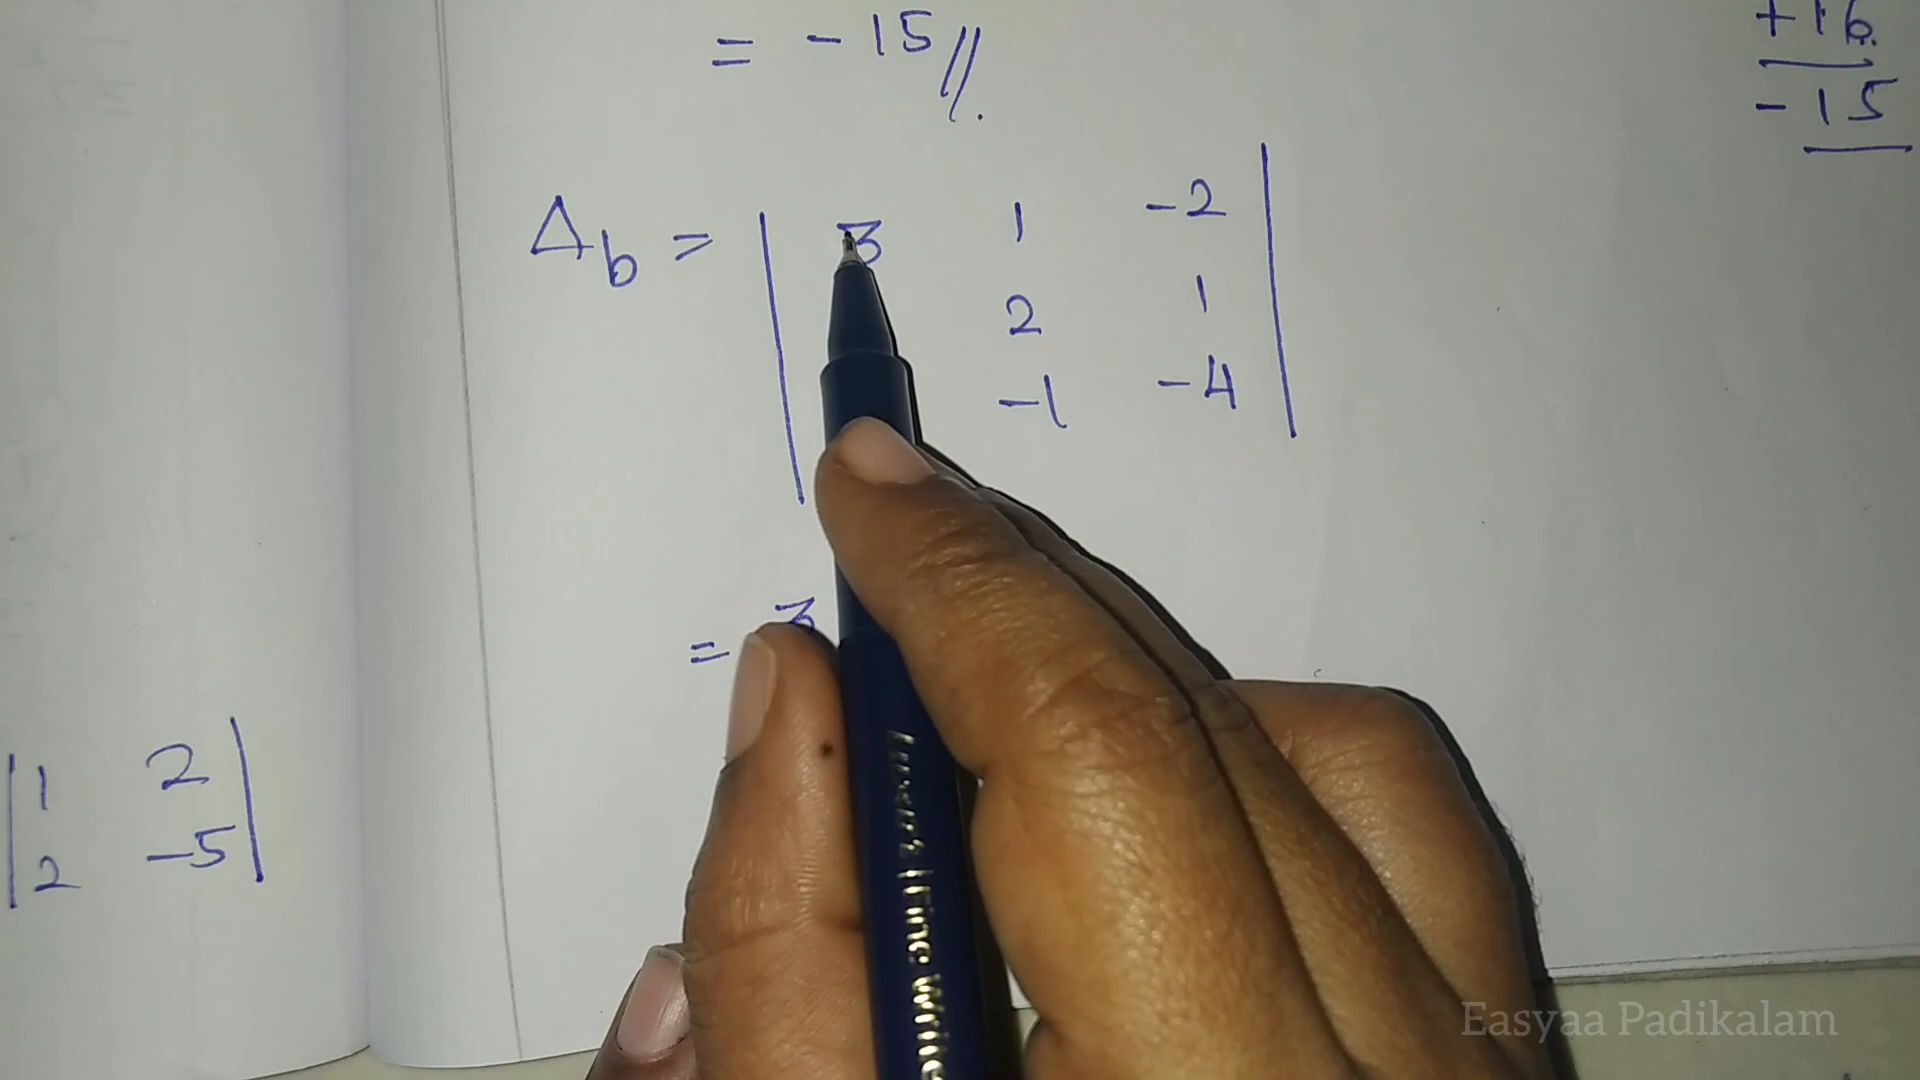 = -15 //.
+16
-15
Δb = | 3 1 -2 |
2 1
-1 -4
= 3
| 1 2 |
| 2 -5 |
Luxor | Fine Write
Easyaa Padikalam